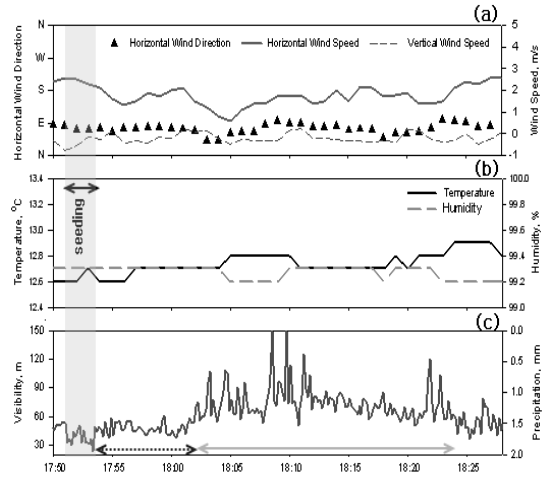 (a)
N
W
S
E
N
Horizontal Wind Direction
Horizontal Wind Direction
Horizontal Wind Speed
Vertical Wind Speed
5
4
3
2
1
0
-1
Wind Speed, m/s
(b)
13.4
13.2
13.0
12.8
12.6
12.4
Temperature, °C
seeding
Temperature
Humidity
100.0
99.8
99.6
99.4
99.2
99.0
Humidity, %
(c)
150
120
90
60
30
Visibility, m
0.0
0.5
1.0
1.5
2.0
Precipitation, mm
17:50
17:55
18:00
18:05
18:10
18:15
18:20
18:25